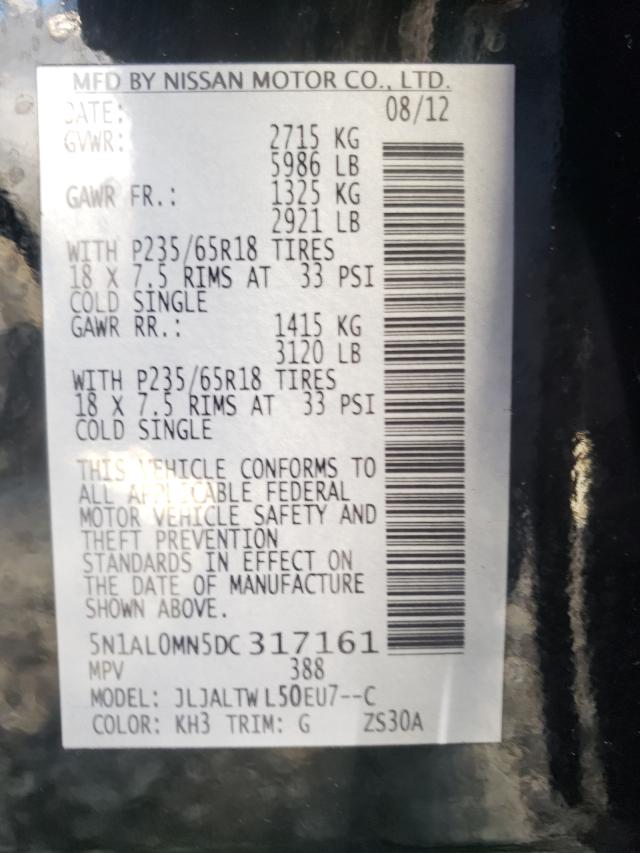 MFD BY NISSAN MOTOR CO., LTD.
DATE: 08/12
GVWR: 2715 KG
5986 LB
GAWR FR.: 1325 KG
2921 LB
WITH P235/65R18 TIRES
18 X 7.5 RIMS AT 33 PSI
COLD SINGLE
GAWR RR.: 1415 KG
3120 LB
WITH P235/65R18 TIRES
18 X 7.5 RIMS AT 33 PSI
COLD SINGLE
THIS VEHICLE CONFORMS TO
ALL APPLICABLE FEDERAL
MOTOR VEHICLE SAFETY AND
THEFT PREVENTION
STANDARDS IN EFFECT ON
THE DATE OF MANUFACTURE
SHOWN ABOVE.
5N1AL0MN5DC 317161
MPV 388
MODEL: JLJALTW L50EU7--C
COLOR: KH3 TRIM: G ZS30A